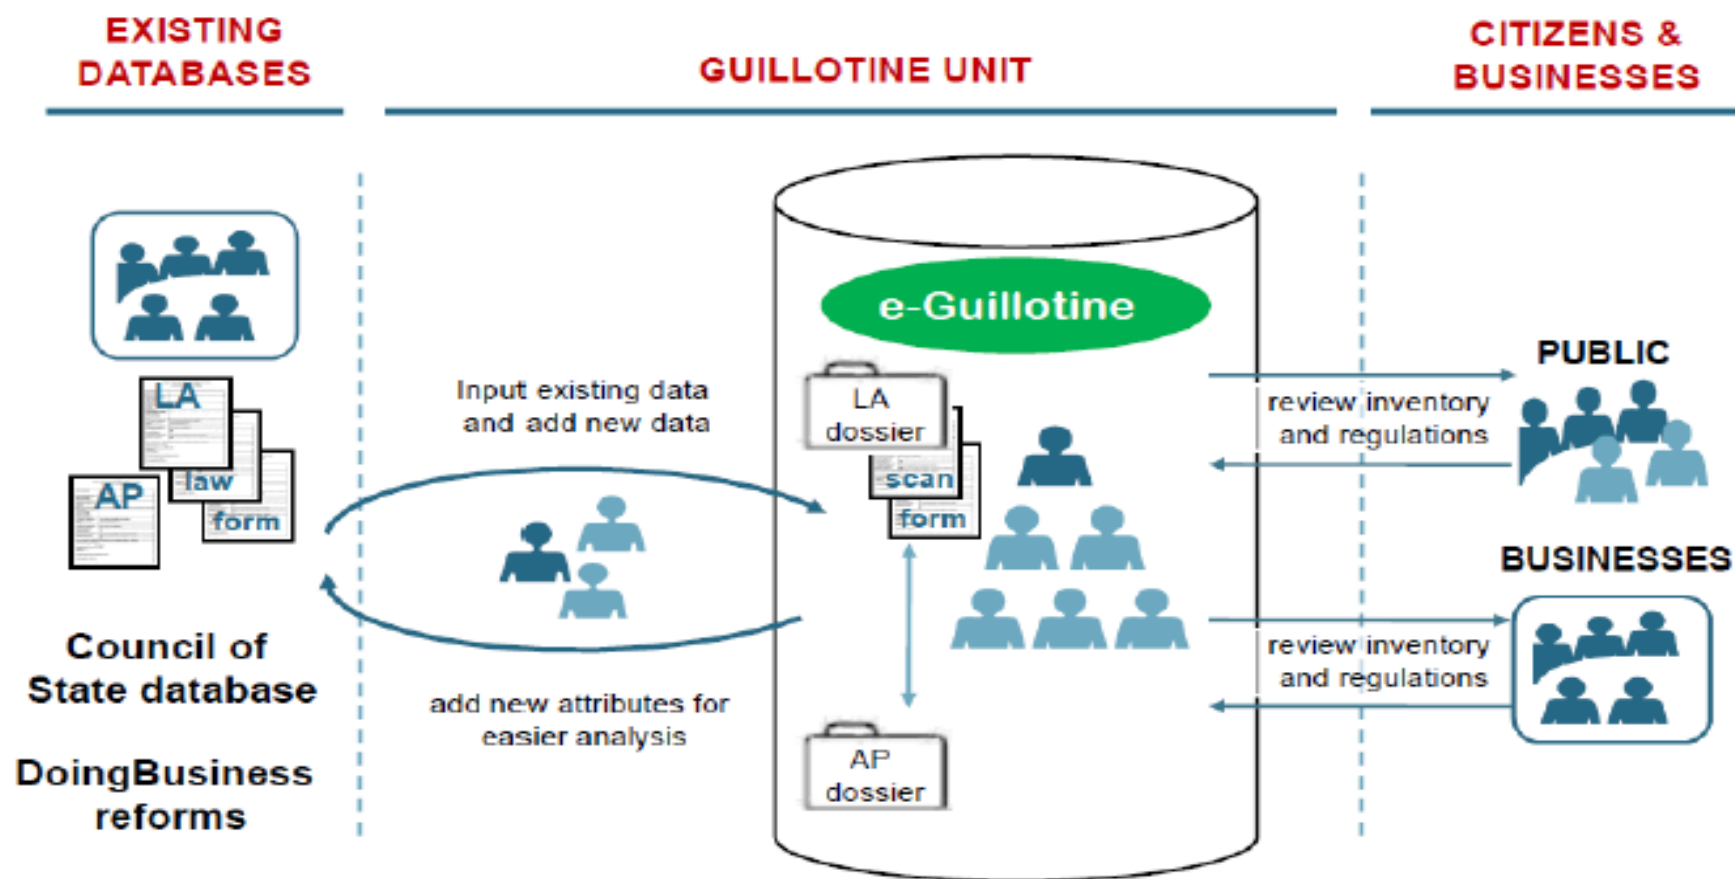 EXISTING
DATABASES
GUILLOTINE UNIT
CITIZENS &
BUSINESSES
LA
law
AP
form
Council of
State database
DoingBusiness
reforms
Input existing data
and add new data
add new attributes for
easier analysis
e-Guillotine
LA
dossier
scan
form
AP
dossier
PUBLIC
review inventory
and regulations
BUSINESSES
review inventory
and regulations